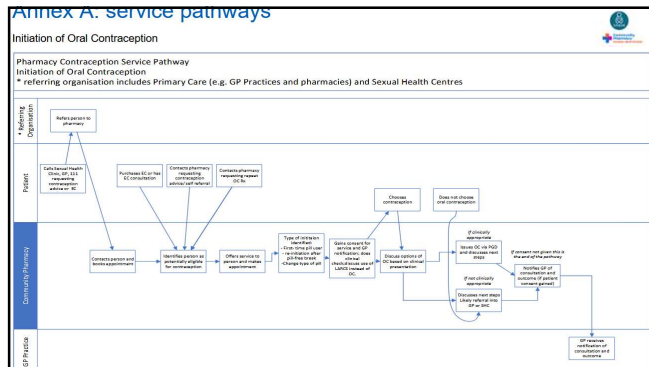 Annex A: service pathways
Initiation of Oral Contraception
Community
Pharmacy
Pharmacy Contraception Service Pathway
Initiation of Oral Contraception
* referring organisation includes Primary Care (e.g. GP Practices and pharmacies) and Sexual Health Centres
* Referring
Organisation
Refers person to
pharmacy
Patient
Calls Sexual Health
Clinic, GP, 111
requesting
contraception
advice or EC
Purchases EC or has
EC consultation
Contacts pharmacy
requesting
contraception
advice/ self referral
Contacts pharmacy
requesting repeat
OC Rx
Chooses
contraception
Does not choose
oral contraception
Community Pharmacy
Contacts person and
books appointment
Identifies person as
potentially eligible
for contraception
Offers service to
person and makes
appointment
Type of initiation
identified:
- First-time pill user
- re-initiation after
pill-free break
-Change type of pill
Gains consent for
service and GP
notification; does
clinical
check;discuss use of
LARCS instead of
OC.
Discuss options of
OC based on clinical
presentation
If clinically
appropriate
Issues OC via PGD
and discusses next
steps
If not clinically
appropriate
Discusses next steps
Likely referral into
GP or SHC
If consent not given this is
the end of the pathway
Notifies GP of
consultation and
outcome (if patient
consent gained)
GP Practice
GP receives
notification of
consultation and
outcome